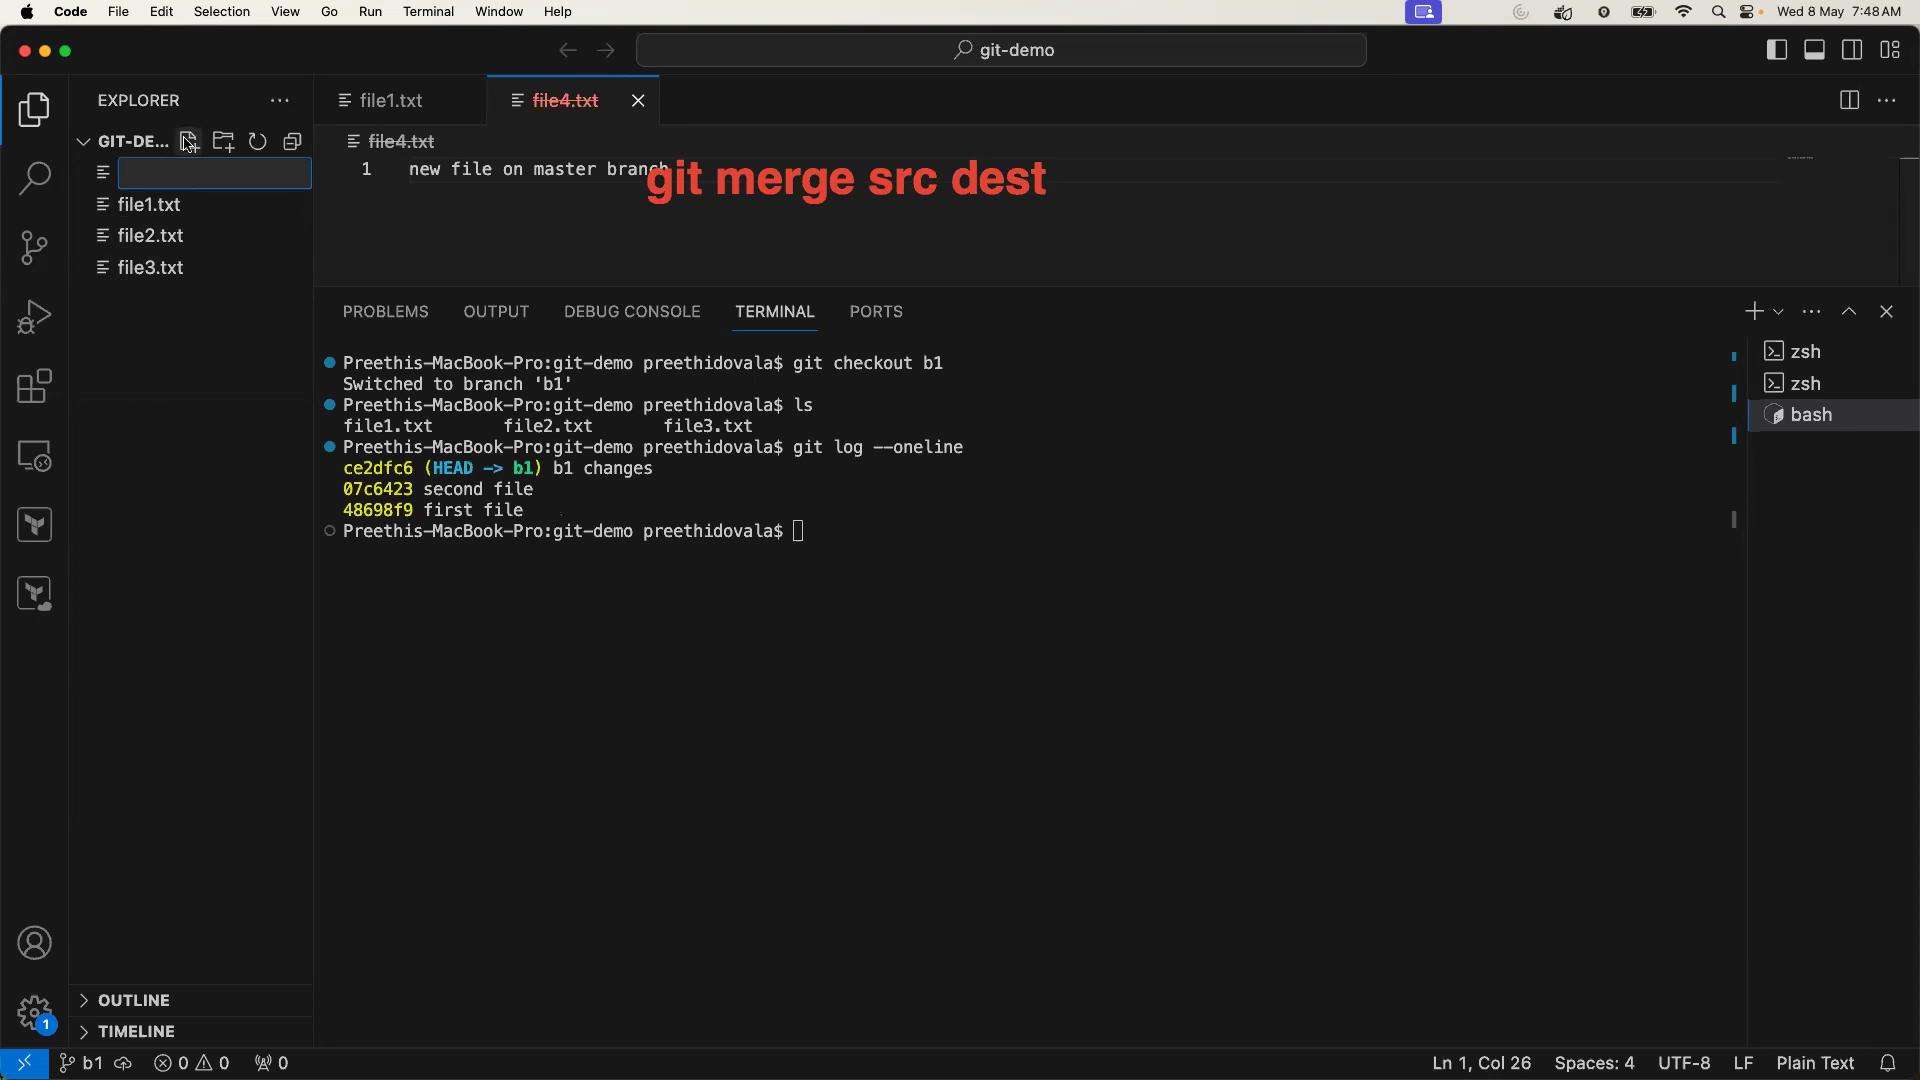 Code File Edit Selection View Go Run Terminal Window Help Wed 8 May 7:48 AM
git-demo
EXPLORER
GIT-DE...
file1.txt
file2.txt
file3.txt
file1.txt file4.txt
file4.txt
1 new file on master branch
git merge src dest
PROBLEMS OUTPUT DEBUG CONSOLE TERMINAL PORTS
Preethis-MacBook-Pro:git-demo preethidovala$ git checkout b1
Switched to branch 'b1'
Preethis-MacBook-Pro:git-demo preethidovala$ ls
file1.txt file2.txt file3.txt
Preethis-MacBook-Pro:git-demo preethidovala$ git log --oneline
ce2dfc6 (HEAD -> b1) b1 changes
07c6423 second file
48698f9 first file
Preethis-MacBook-Pro:git-demo preethidovala$
zsh
zsh
bash
OUTLINE
TIMELINE
1
b1 0 0 0 Ln 1, Col 26 Spaces: 4 UTF-8 LF Plain Text